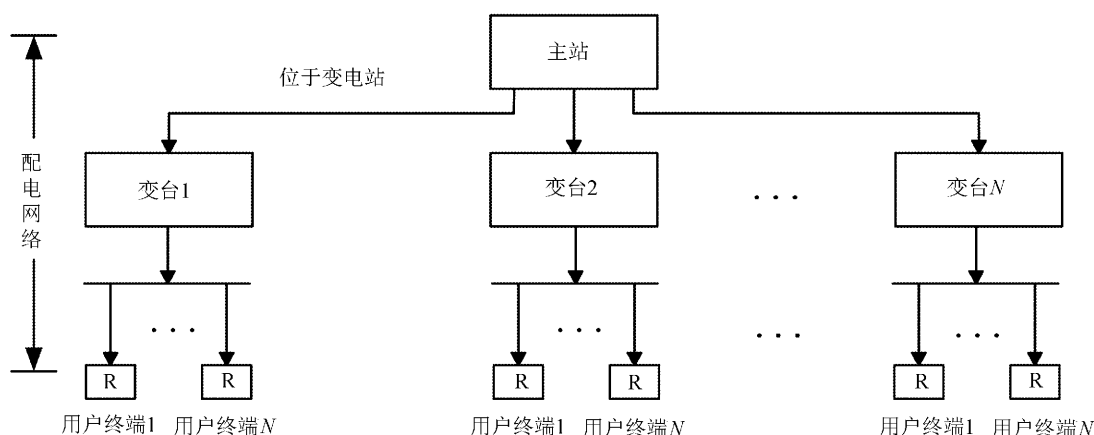 主站
位于变电站
配电网络
变台1
变台2
...
变台N
...
...
...
...
R
R
R
R
R
R
用户终端1
用户终端N
用户终端1
用户终端N
用户终端1
用户终端N